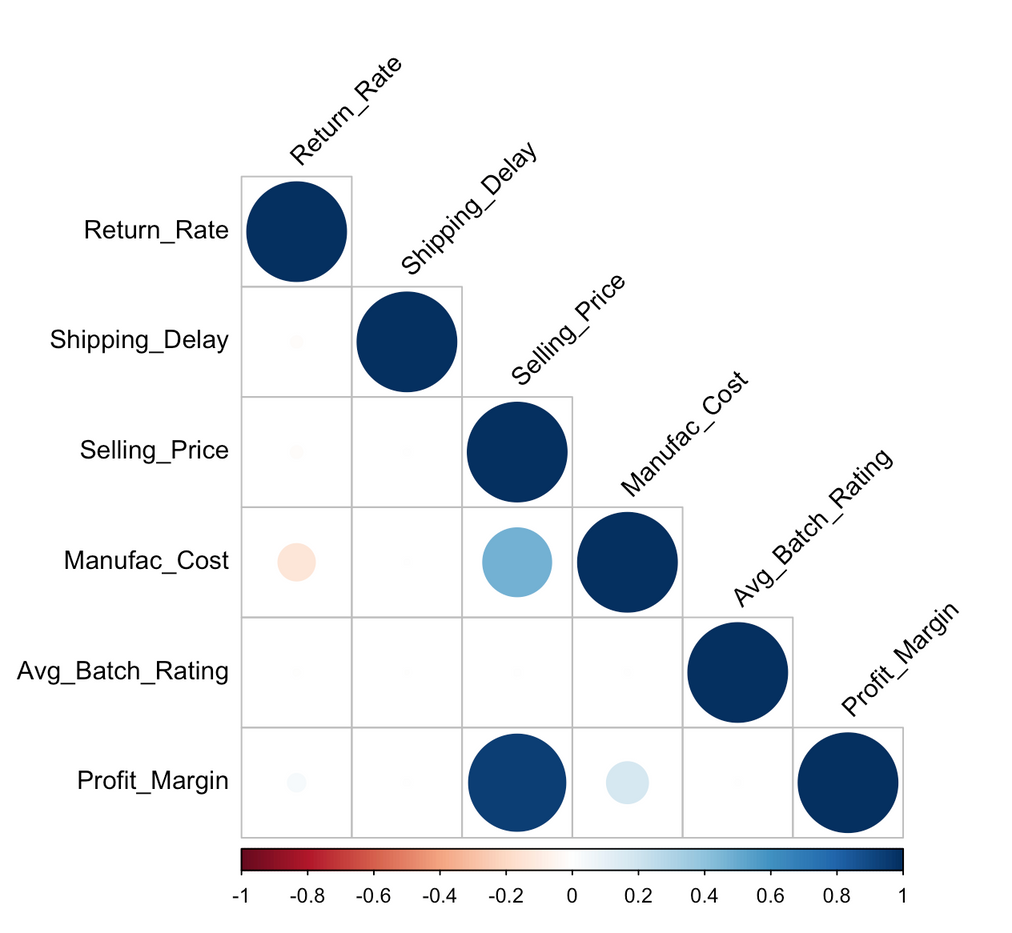 Return_Rate
Shipping_Delay
Selling_Price
Manufac_Cost
Avg_Batch_Rating
Profit_Margin
Return_Rate
Shipping_Delay
Selling_Price
Manufac_Cost
Avg_Batch_Rating
Profit_Margin
-1 -0.8 -0.6 -0.4 -0.2 0 0.2 0.4 0.6 0.8 1